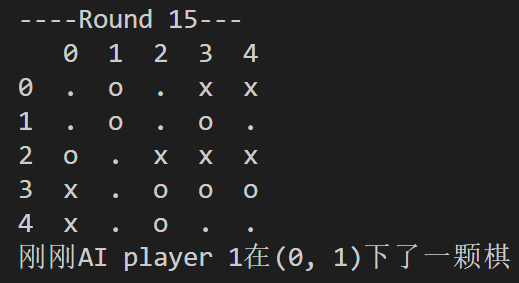 ----Round 15---
   0  1  2  3  4
0  .  o  .  x  x
1  .  o  .  o  .
2  o  .  x  x  x
3  x  .  o  o  o
4  x  .  o  .  .
刚刚AI player 1在(0, 1)下了一颗棋